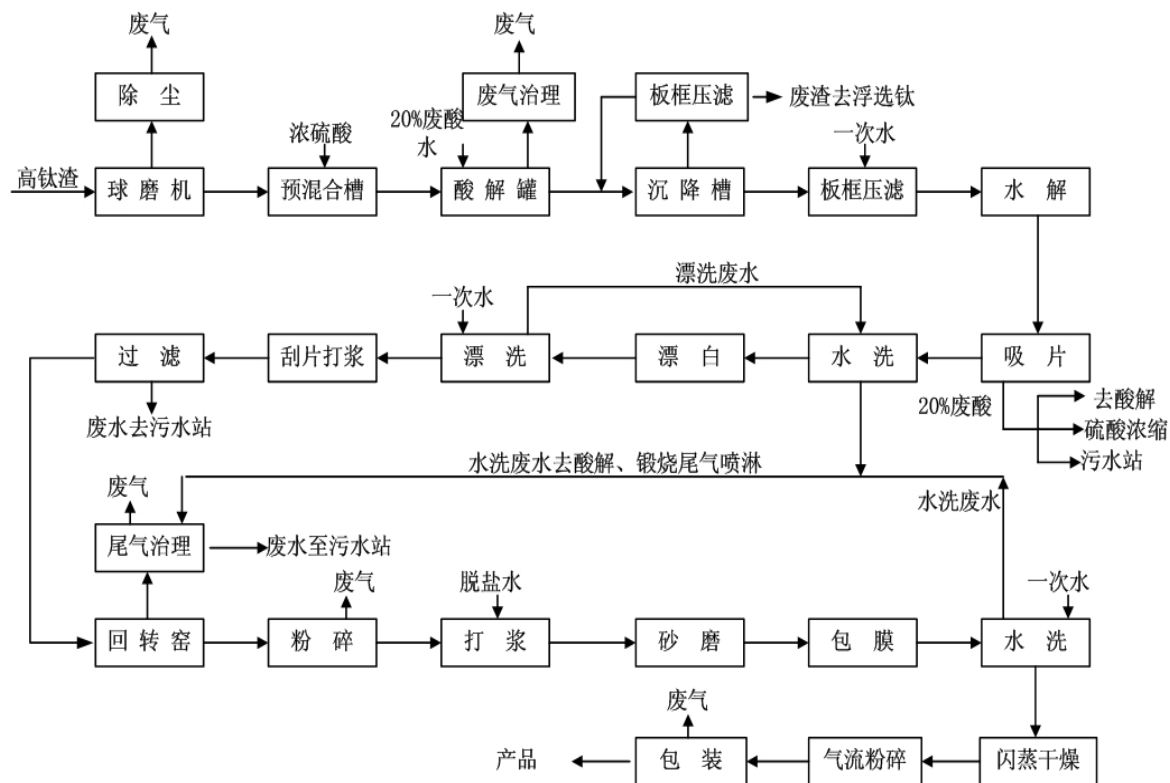 废气
废气
除 尘
废气治理
板框压滤
废渣去浮选钛
浓硫酸
20%废酸
水
一次水
高钛渣
球 磨 机
预混合槽
酸 解 罐
沉 降 槽
板框压滤
水 解
漂洗废水
一次水
过 滤
刮片打浆
漂 洗
漂 白
水 洗
吸 片
20%废酸
去酸解
硫酸浓缩
污水站
废水去污水站
水洗废水去酸解、锻烧尾气喷淋
废气
水洗废水
尾气治理
废水至污水站
废气
脱盐水
一次水
回 转 窑
粉 碎
打 浆
砂 磨
包 膜
水 洗
废气
产品
包 装
气流粉碎
闪蒸干燥